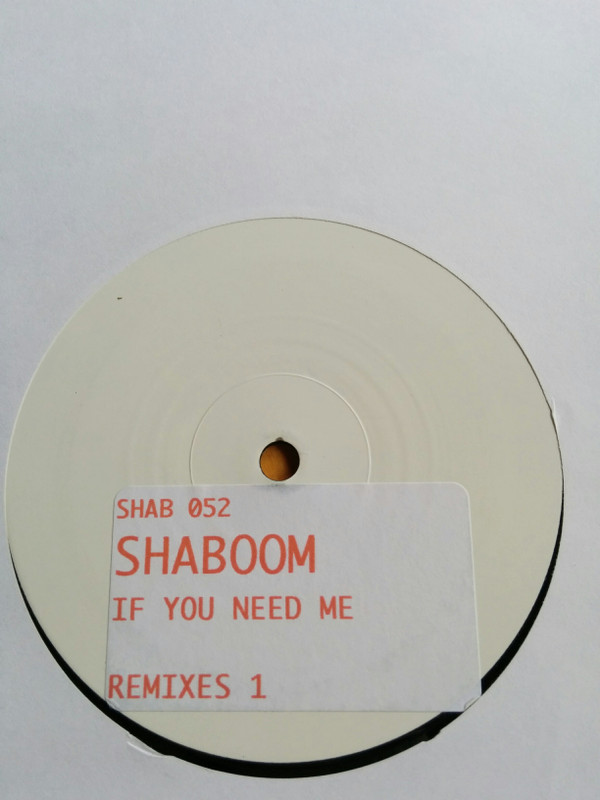 SHAB 052
SHABOOM
IF YOU NEED ME
REMIXES 1